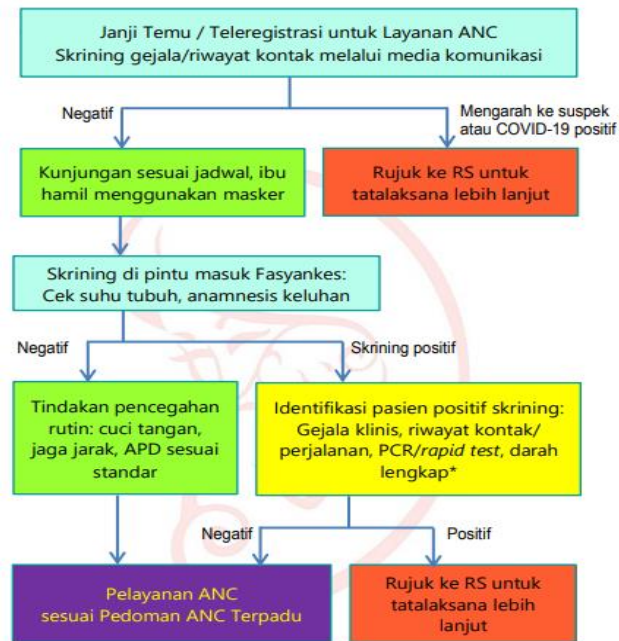 Janji Temu / Teleregistrasi untuk Layanan ANC
Skrining gejala/riwayat kontak melalui media komunikasi
Negatif
Mengarah ke suspek
atau COVID-19 positif
Kunjungan sesuai jadwal, ibu
hamil menggunakan masker
Rujuk ke RS untuk
tatalaksana lebih lanjut
Skrining di pintu masuk Fasyankes:
Cek suhu tubuh, anamnesis keluhan
Negatif
Skrining positif
Tindakan pencegahan
rutin: cuci tangan,
jaga jarak, APD sesuai
standar
Identifikasi pasien positif skrining:
Gejala klinis, riwayat kontak/
perjalanan, PCR/rapid test, darah
lengkap*
Negatif
Positif
Pelayanan ANC
sesuai Pedoman ANC Terpadu
Rujuk ke RS untuk
tatalaksana lebih
lanjut